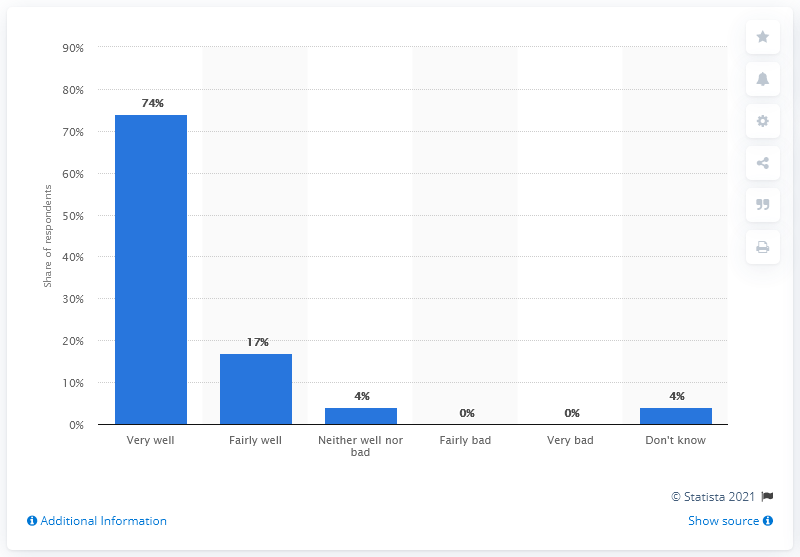 90%
80%
70%
60%
50%
40%
30%
20%
10%
0%
Share of respondents
74%
17%
4%
0%
0%
4%
Very well
Fairly well
Neither well nor
bad
Fairly bad
Very bad
Don't know
© Statista 2021
Additional Information
Show source